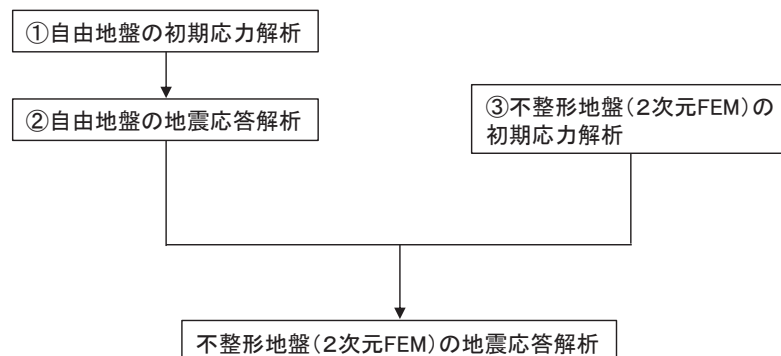 ①自由地盤の初期応力解析
②自由地盤の地震応答解析
③不整形地盤(2次元FEM)の
初期応力解析
不整形地盤(2次元FEM)の地震応答解析